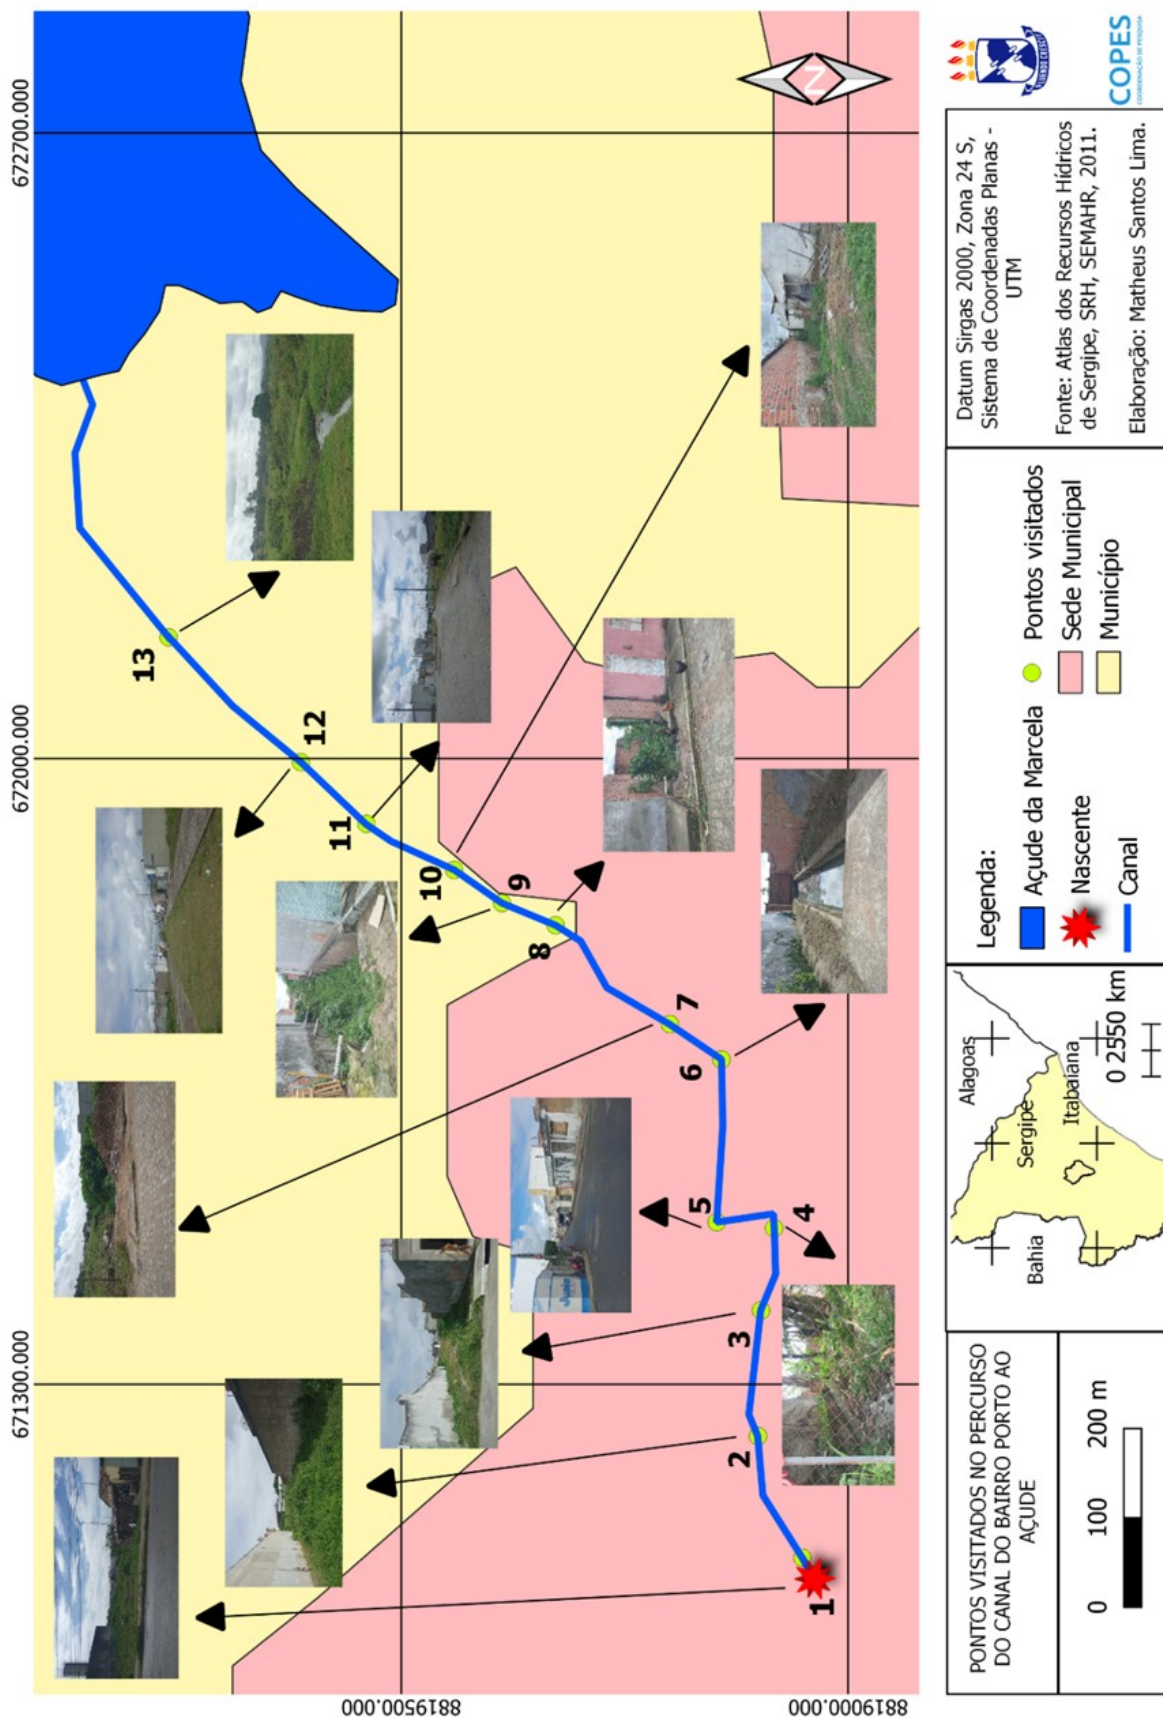 671300.000
672000.000
672700.000
8819500.000
8819000.000
1
2
3
4
5
6
7
8
9
10
11
12
13
N
PONTOS VISITADOS NO PERCURSO
DO CANAL DO BAIRRO PORTO AO
AÇUDE
0
100
200 m
Alagoas
Sergipe
Bahia
Itabaiana
0 2550 km
Legenda:
Açude da Marcela
Nascente
Canal
Pontos visitados
Sede Municipal
Município
Datum Sirgas 2000, Zona 24 S,
Sistema de Coordenadas Planas -
UTM
Fonte: Atlas dos Recursos Hídricos
de Sergipe, SRH, SEMAHR, 2011.
Elaboração: Matheus Santos Lima.
COPES
COORDENAÇÃO DE PESQUISA